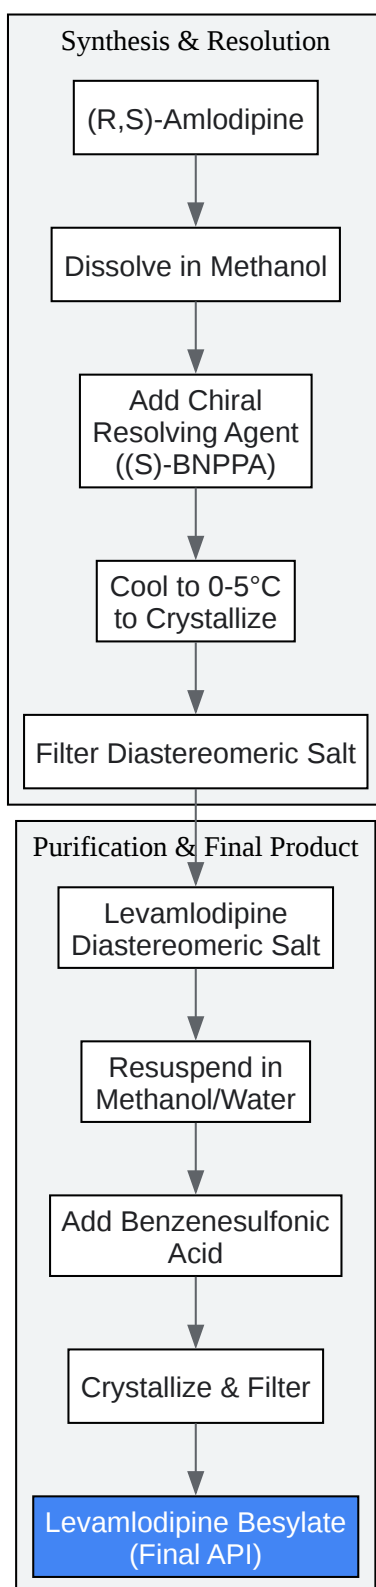 Synthesis & Resolution
(R,S)-Amlodipine
Dissolve in Methanol
Add Chiral
Resolving Agent
((S)-BNPPA)
Cool to 0-5°C
to Crystallize
Filter Diastereomeric Salt
Purification & Final Product
Levamlodipine
Diastereomeric Salt
Resuspend in
Methanol/Water
Add Benzenesulfonic
Acid
Crystallize & Filter
Levamlodipine Besylate
(Final API)